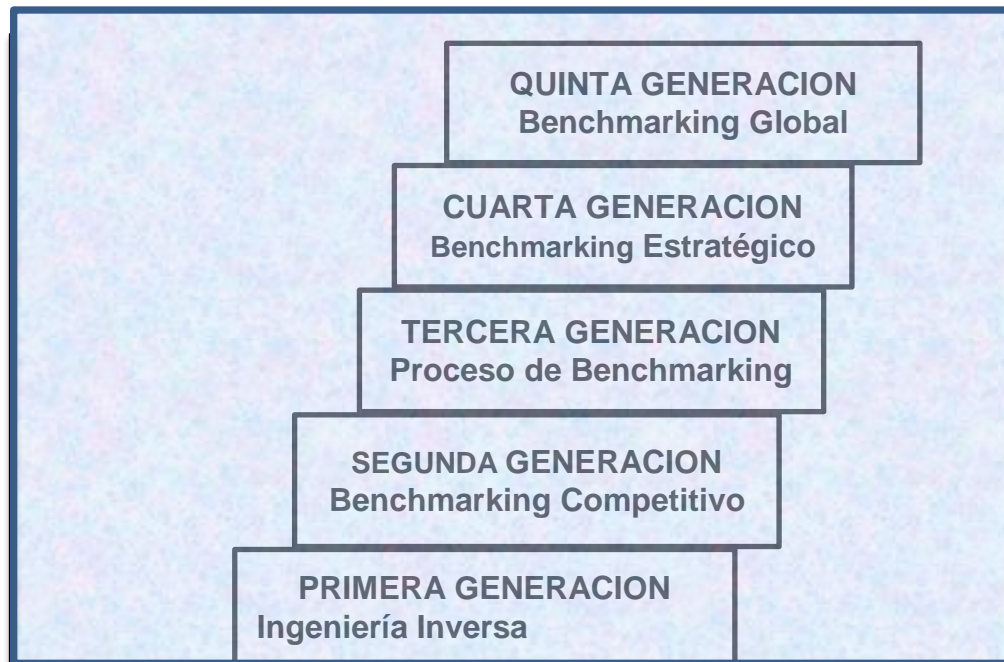 QUINTA GENERACION
Benchmarking Global
CUARTA GENERACION
Benchmarking Estratégico
TERCERA GENERACION
Proceso de Benchmarking
SEGUNDA GENERACION
Benchmarking Competitivo
PRIMERA GENERACION
Ingeniería Inversa